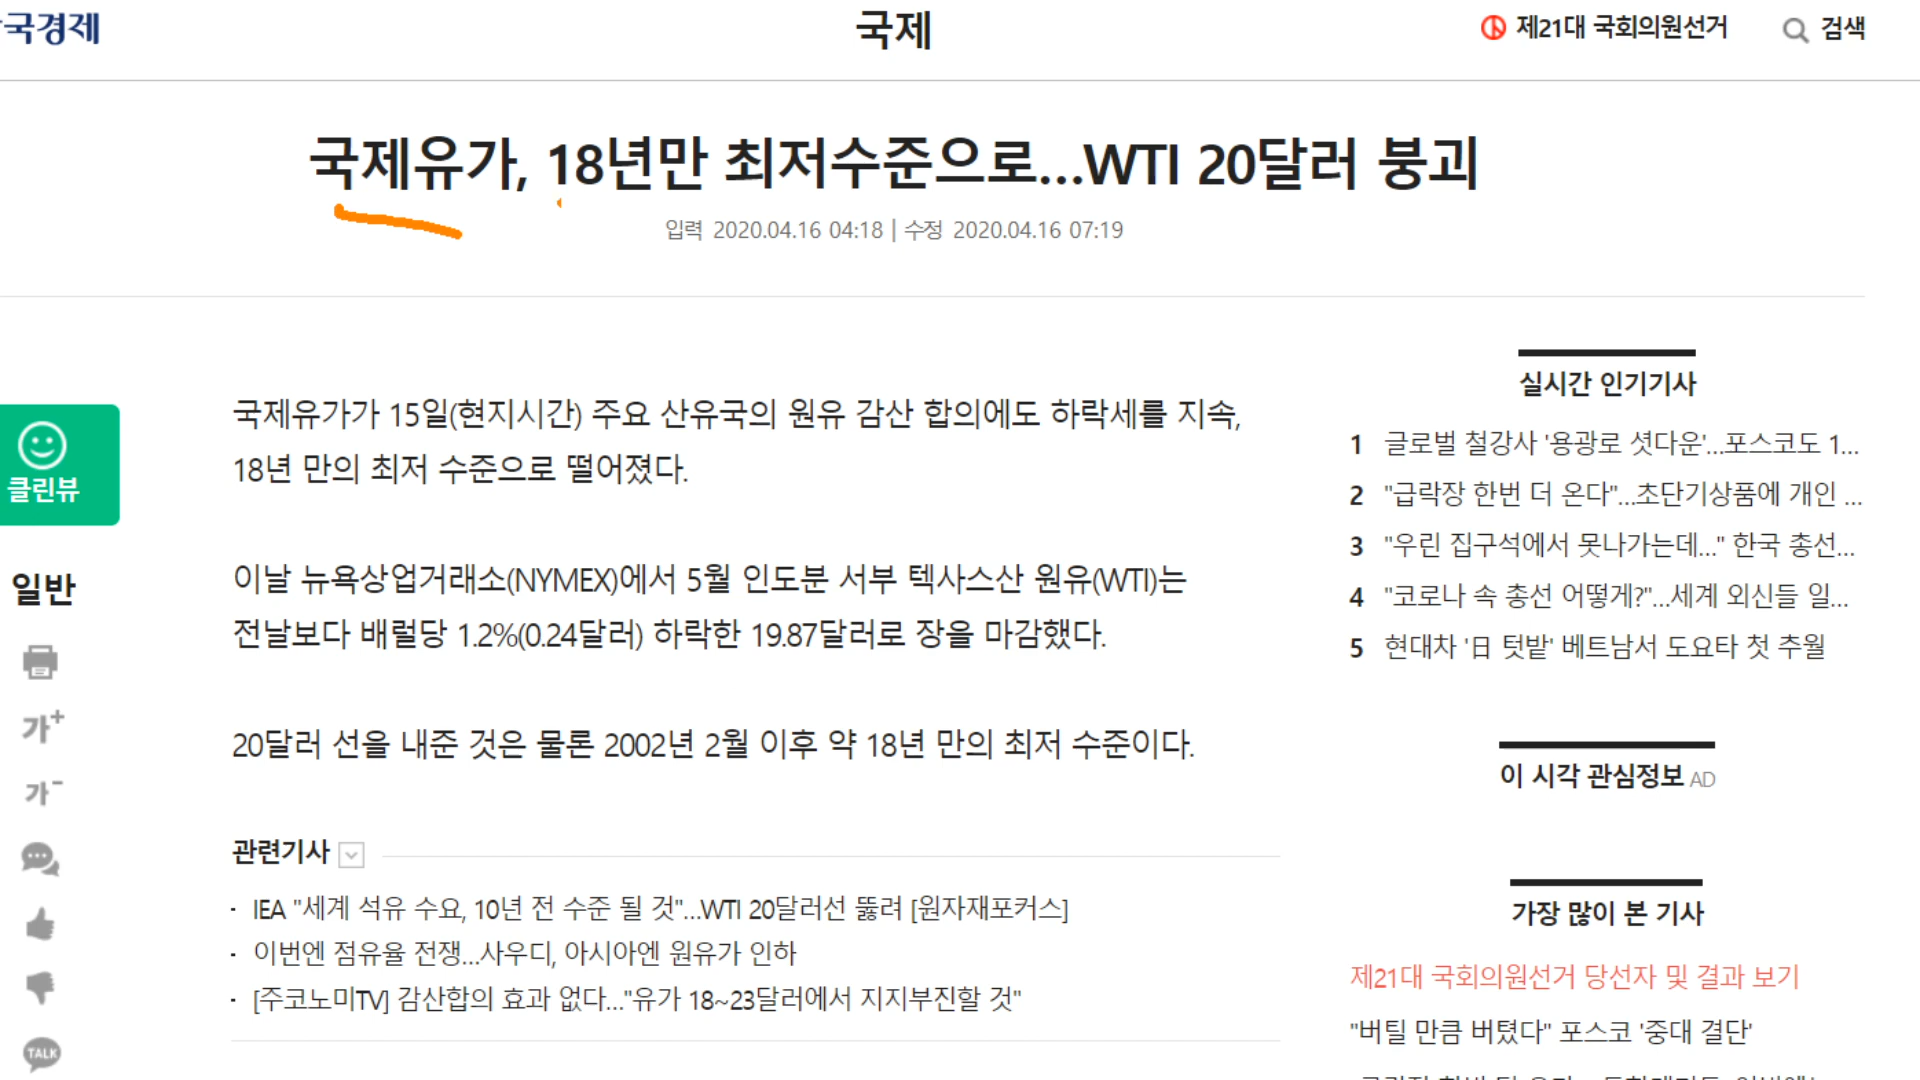 국경제
국제
제21대 국회의원선거
검색
국제유가, 18년만 최저수준으로...WTI 20달러 붕괴
입력 2020.04.16 04:18 | 수정 2020.04.16 07:19
클린뷰
일반
가+
가-
TALK
국제유가가 15일(현지시간) 주요 산유국의 원유 감산 합의에도 하락세를 지속,
18년 만의 최저 수준으로 떨어졌다.
이날 뉴욕상업거래소(NYMEX)에서 5월 인도분 서부 텍사스산 원유(WTI)는
전날보다 배럴당 1.2%(0.24달러) 하락한 19.87달러로 장을 마감했다.
20달러 선을 내준 것은 물론 2002년 2월 이후 약 18년 만의 최저 수준이다.
관련기사
· IEA "세계 석유 수요, 10년 전 수준 될 것"...WTI 20달러선 뚫려 [원자재포커스]
· 이번엔 점유율 전쟁...사우디, 아시아엔 원유가 인하
· [주코노미TV] 감산합의 효과 없다..."유가 18~23달러에서 지지부진할 것"
실시간 인기기사
1 글로벌 철강사 '용광로 셧다운'...포스코도 1...
2 "급락장 한번 더 온다"...초단기상품에 개인 ...
3 "우린 집구석에서 못나가는데..." 한국 총선...
4 "코로나 속 총선 어떻게?"...세계 외신들 일...
5 현대차 '日 텃밭' 베트남서 도요타 첫 추월
이 시각 관심정보 AD
가장 많이 본 기사
제21대 국회의원선거 당선자 및 결과 보기
"버틸 만큼 버텼다" 포스코 '중대 결단'